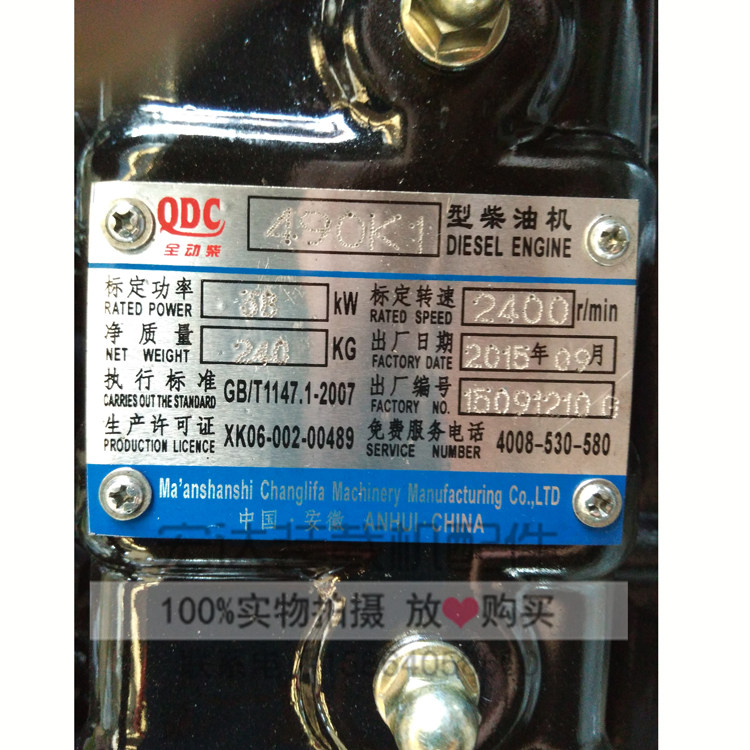 QDC
全动柴
490K1
型柴油机
DIESEL ENGINE
标定功率
RATED POWER
kW
标定转速
RATED SPEED
2400
r/min
净质量
NET WEIGHT
240
KG
出厂日期
FACTORY DATE
2015年09月
执行标准
CARRIES OUT THE STANDARD
GB/T1147.1-2007
出厂编号
FACTORY NO.
15091210G
生产许可证
PRODUCTION LICENCE
XK06-002-00489
免费服务电话
SERVICE NUMBER
4008-530-580
Ma'anshanshi Changlifa Machinery Manufacturing Co.,LTD
中国 安徽 ANHUI·CHINA
100%实物拍摄 放❤购买